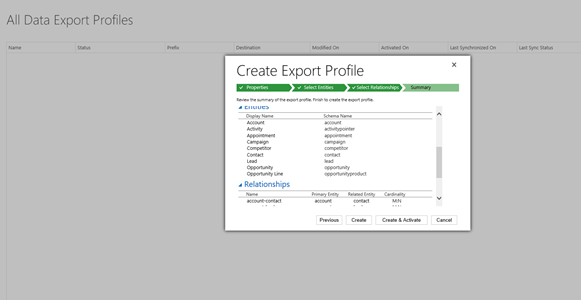 All Data Export Profiles
Name Status Prefix Destination Modified On Activated On Last Synchronized On Last Sync Status
Create Export Profile
Properties Select Entities Select Relationships Summary
Review the summary of the export profile, finish to create the export profile.
Entities
Display Name Schema Name
Account account
Activity activitypointer
Appointment appointment
Campaign campaign
Competitor competitor
Contact contact
Lead lead
Opportunity opportunity
Opportunity Line opportunityproduct
Relationships
Name Primary Entity Related Entity Cardinality
account-contact account contact M:N
Previous Create Create & Activate Cancel